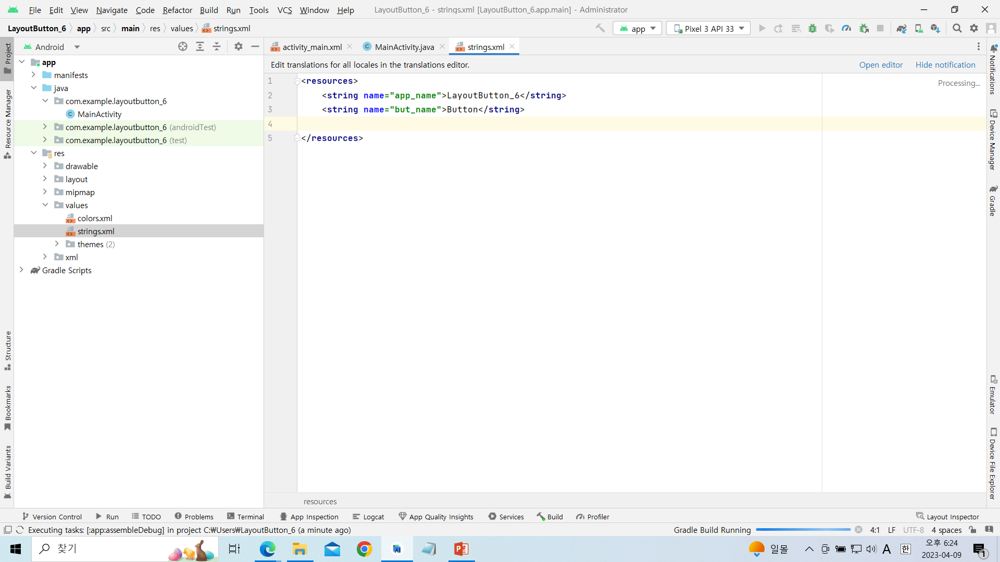 File Edit View Navigate Code Refactor Build Run Tools VCS Window Help LayoutButton_6 - strings.xml [LayoutButton_6.app.main] - Administrator
LayoutButton_6 app src main res values strings.xml app Pixel 3 API 33
Project
Resource Manager
Structure
Bookmarks
Build Variants
Android
app
manifests
java
com.example.layoutbutton_6
MainActivity
com.example.layoutbutton_6 (androidTest)
com.example.layoutbutton_6 (test)
res
drawable
layout
mipmap
values
colors.xml
strings.xml
themes (2)
xml
Gradle Scripts
activity_main.xml MainActivity.java strings.xml
Edit translations for all locales in the translations editor. Open editor Hide notification
Processing...
1 <resources>
2 <string name="app_name">LayoutButton_6</string>
3 <string name="but_name">Button</string>
4
5 </resources>
resources
Notifications
Device Manager
Gradle
Emulator
Device File Explorer
Version Control Run TODO Problems Terminal App Inspection Logcat App Quality Insights Services Build Profiler Layout Inspector
Executing tasks: [:app:assembleDebug] in project C:₩Users₩LayoutButton_6 (a minute ago) Gradle Build Running 4:1 LF UTF-8 4 spaces
찾기 일몰 A 한 오후 6:24
2023-04-09 1